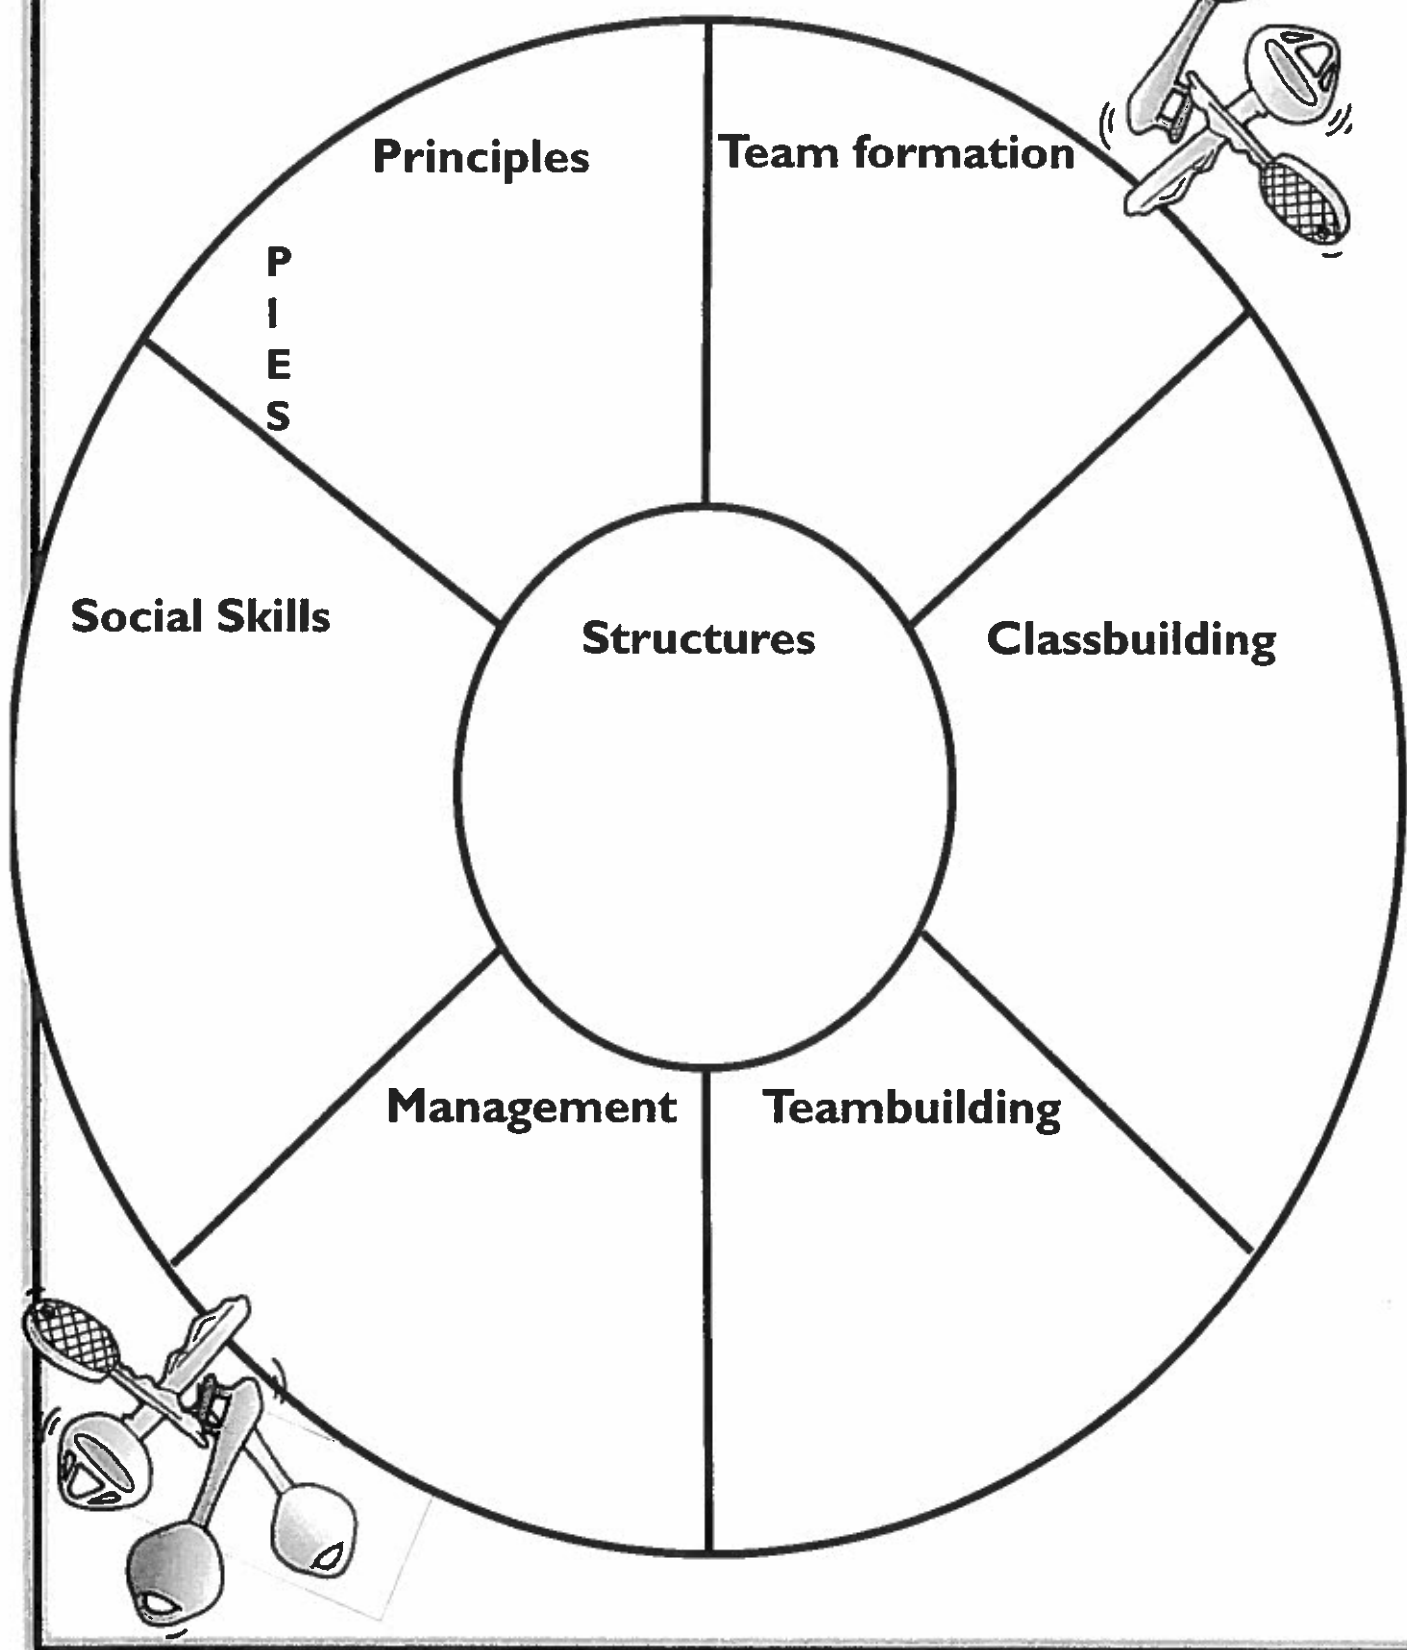 Principles
Team formation
P
I
E
S
Social Skills
Structures
Classbuilding
Management
Teambuilding